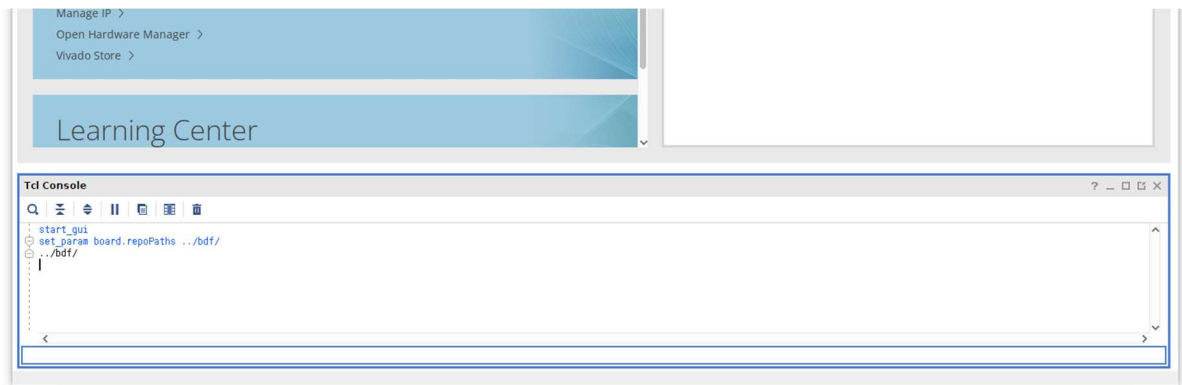 Manage IP >
Open Hardware Manager >
Vivado Store >
Learning Center
Tcl Console
start_gui
set_param board.repoPaths ../bdf/
../bdf/